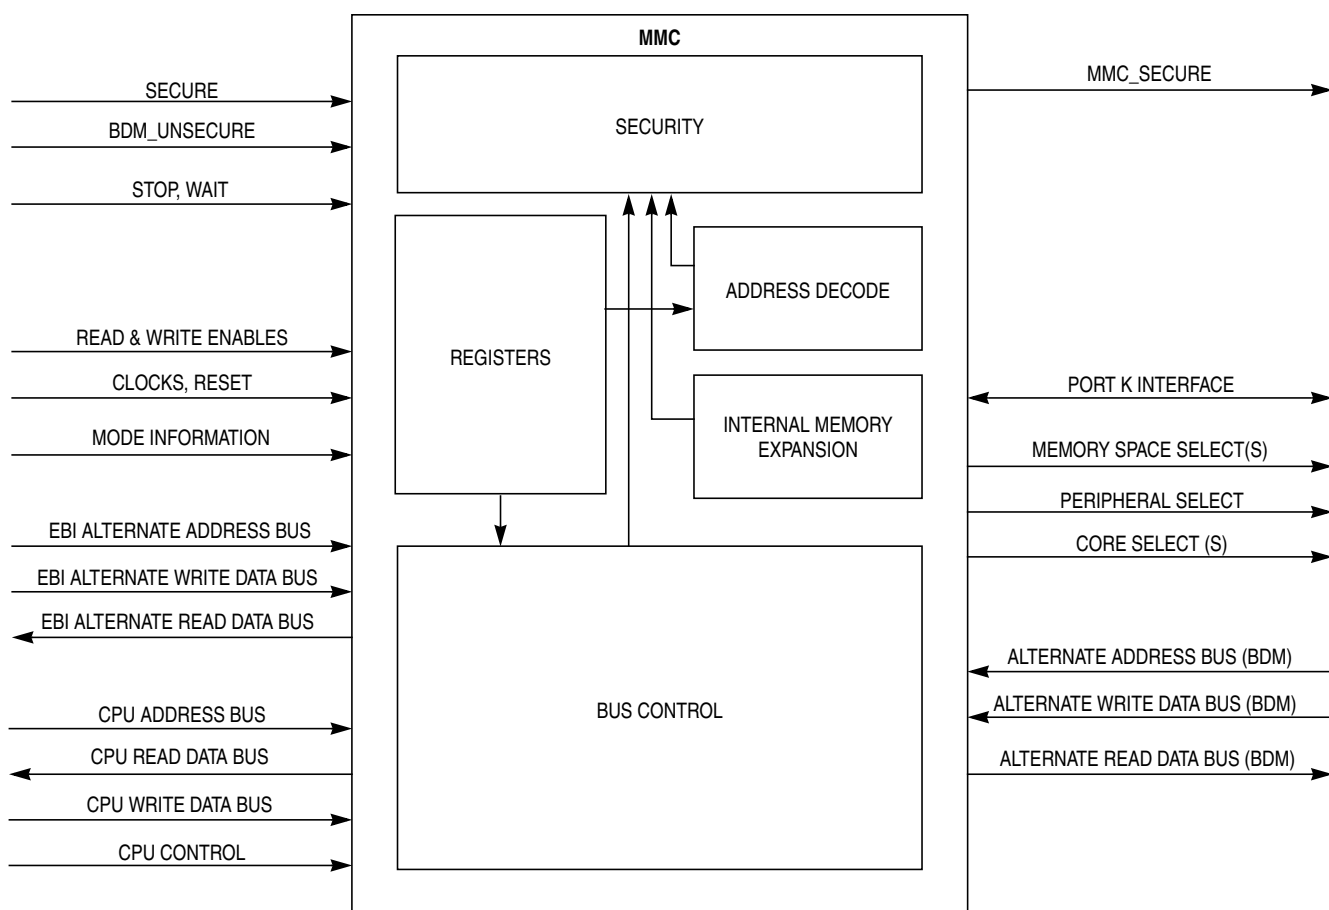 MMC
SECURE
BDM_UNSECURE
STOP, WAIT
READ & WRITE ENABLES
CLOCKS, RESET
MODE INFORMATION
EBI ALTERNATE ADDRESS BUS
EBI ALTERNATE WRITE DATA BUS
EBI ALTERNATE READ DATA BUS
CPU ADDRESS BUS
CPU READ DATA BUS
CPU WRITE DATA BUS
CPU CONTROL
SECURITY
REGISTERS
ADDRESS DECODE
INTERNAL MEMORY
EXPANSION
BUS CONTROL
MMC_SECURE
PORT K INTERFACE
MEMORY SPACE SELECT(S)
PERIPHERAL SELECT
CORE SELECT (S)
ALTERNATE ADDRESS BUS (BDM)
ALTERNATE WRITE DATA BUS (BDM)
ALTERNATE READ DATA BUS (BDM)